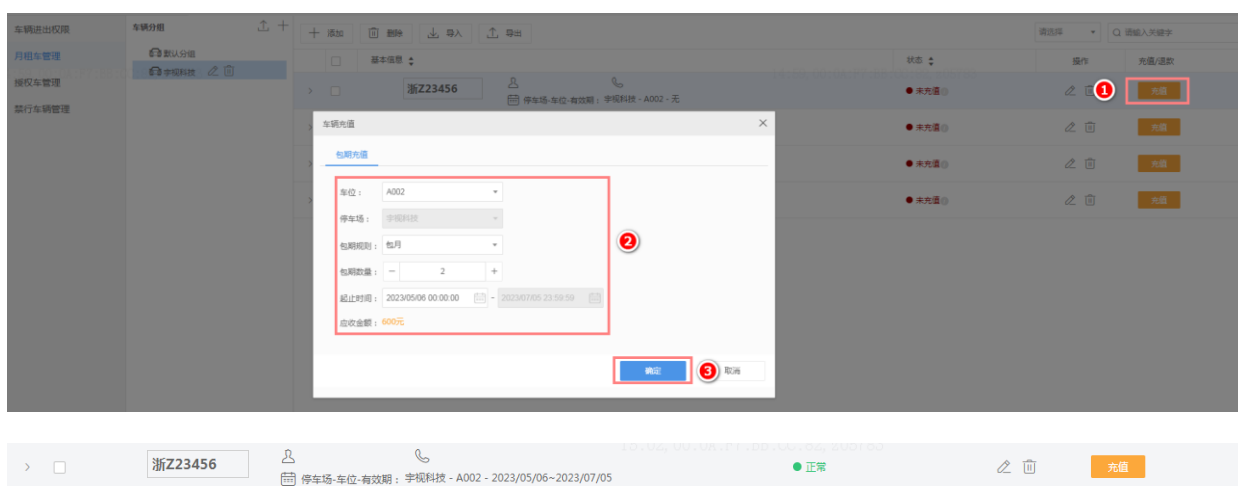 车辆进出权限
月租车管理
授权车管理
禁行车辆管理
车辆分组
默认分组
宇视科技
添加 删除 导入 导出 请选择 请输入关键字
基本信息 状态 操作 充值/退款
浙Z23456
停车场-车位-有效期： 宇视科技 - A002 - 无
未充值 1 充值
未充值 充值
未充值 充值
未充值 充值
车辆充值
包期充值
车位： A002
停车场： 宇视科技
包期规则： 包月
2
包期数量： － 2 +
起止时间： 2023/05/06 00:00:00 - 2023/07/05 23:59:59
应收金额： 600元
确定 3 取消
浙Z23456
停车场-车位-有效期： 宇视科技 - A002 - 2023/05/06~2023/07/05
正常 充值